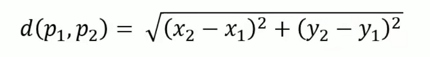 d(p₁,p₂) = √(x₂ − x₁)² + (y₂ − y₁)²